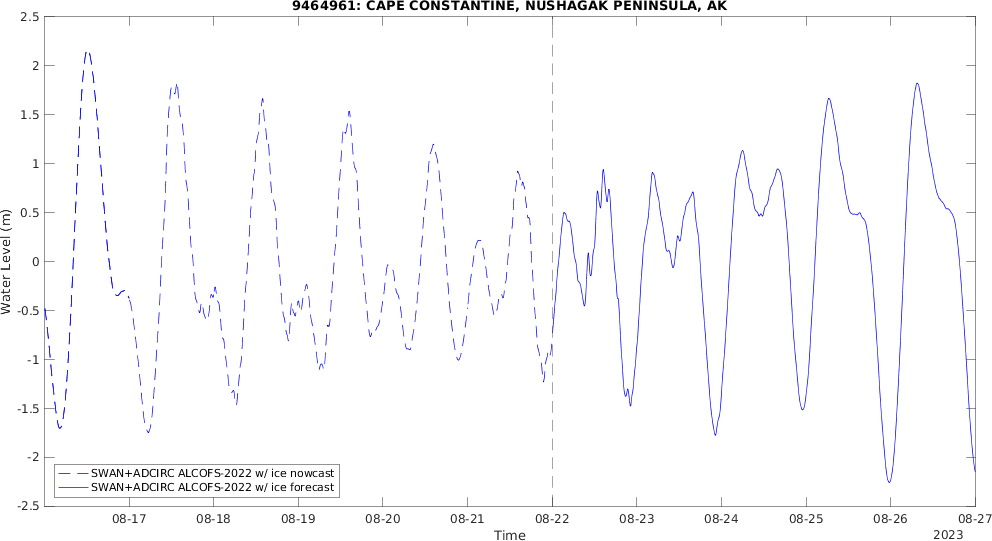 9464961: CAPE CONSTANTINE, NUSHAGAK PENINSULA, AK
2.5
2
1.5
1
0.5
0
-0.5
-1
-1.5
-2
-2.5
Water Level (m)
SWAN+ADCIRC ALCOFS-2022 w/ ice nowcast
SWAN+ADCIRC ALCOFS-2022 w/ ice forecast
08-17 08-18 08-19 08-20 08-21 08-22 08-23 08-24 08-25 08-26 08-27
Time
2023